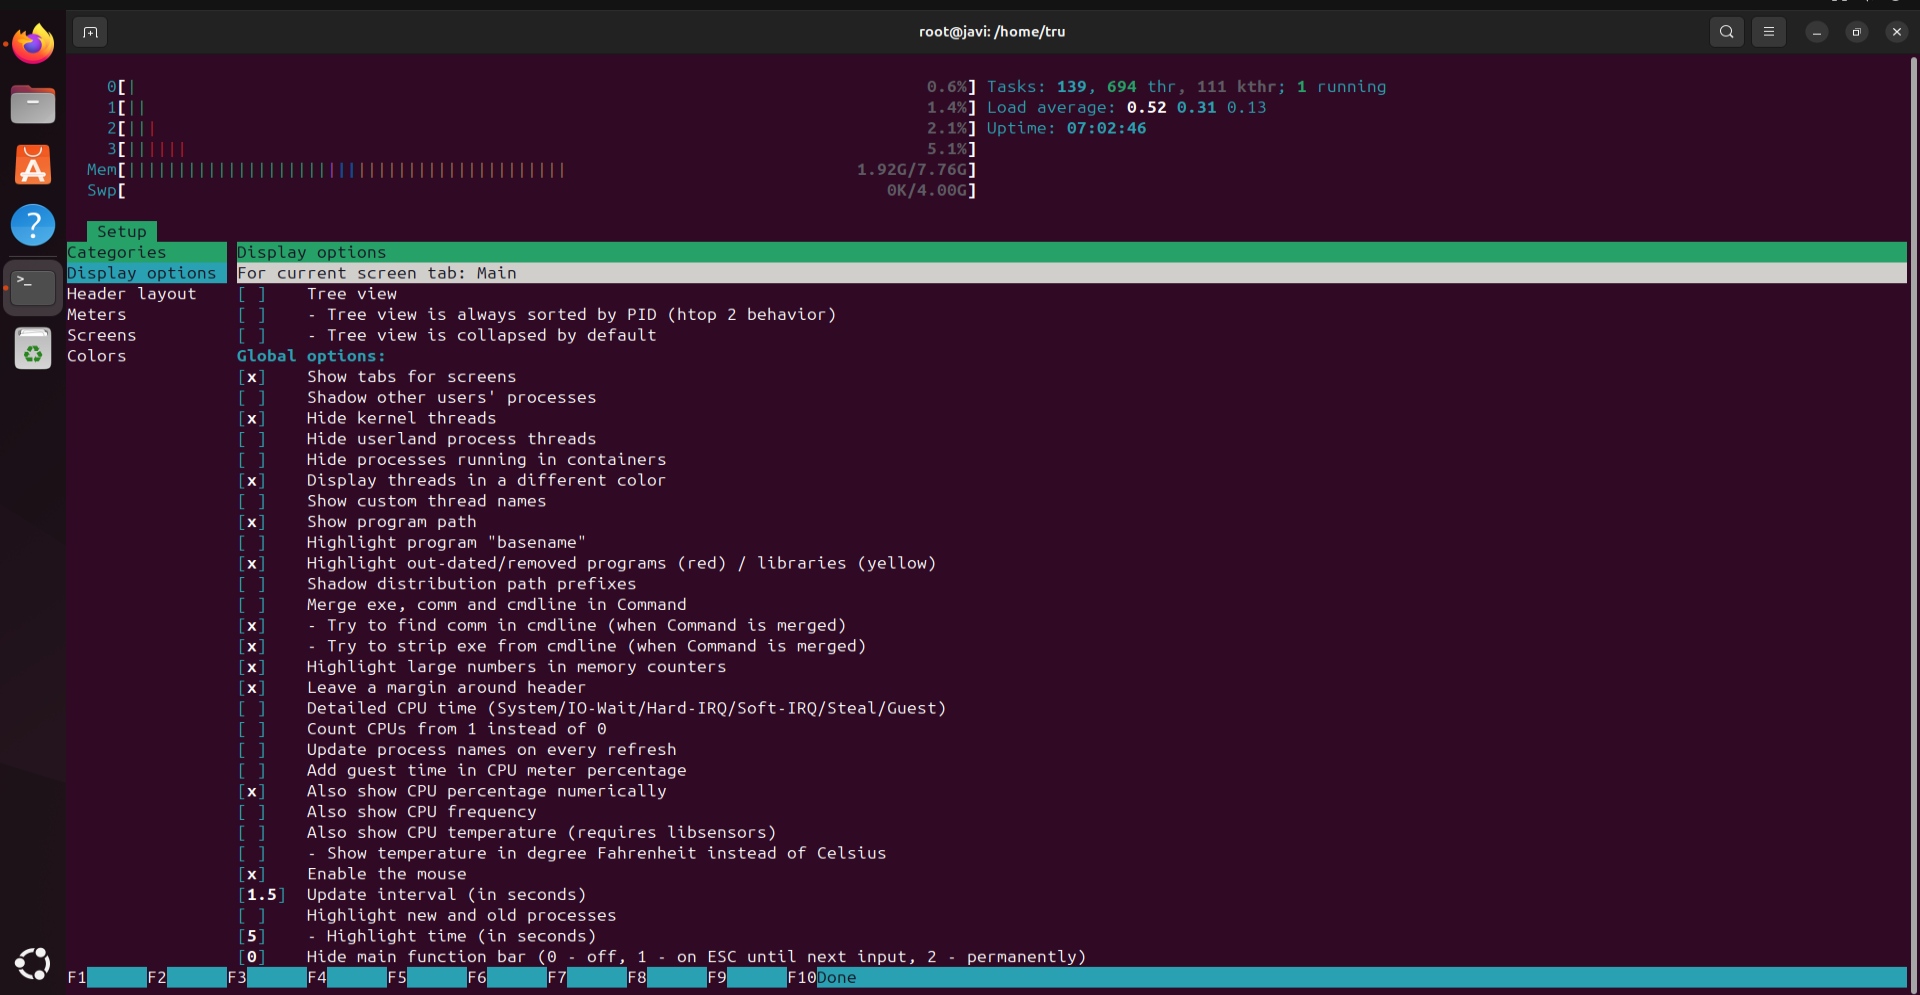 root@javi: /home/tru
0[| 0.6%] Tasks: 139, 694 thr, 111 kthr; 1 running
1[|| 1.4%] Load average: 0.52 0.31 0.13
2[||| 2.1%] Uptime: 07:02:46
3[|||||| 5.1%]
Mem[|||||||||||||||||||||||||||||||||||||||||||| 1.92G/7.76G]
Swp[ 0K/4.00G]
Setup
Categories Display options
Display options For current screen tab: Main
Header layout [ ] Tree view
Meters [ ] - Tree view is always sorted by PID (htop 2 behavior)
Screens [ ] - Tree view is collapsed by default
Colors Global options:
[x] Show tabs for screens
[ ] Shadow other users' processes
[x] Hide kernel threads
[ ] Hide userland process threads
[ ] Hide processes running in containers
[x] Display threads in a different color
[ ] Show custom thread names
[x] Show program path
[ ] Highlight program "basename"
[x] Highlight out-dated/removed programs (red) / libraries (yellow)
[ ] Shadow distribution path prefixes
[ ] Merge exe, comm and cmdline in Command
[x] - Try to find comm in cmdline (when Command is merged)
[x] - Try to strip exe from cmdline (when Command is merged)
[x] Highlight large numbers in memory counters
[x] Leave a margin around header
[ ] Detailed CPU time (System/IO-Wait/Hard-IRQ/Soft-IRQ/Steal/Guest)
[ ] Count CPUs from 1 instead of 0
[ ] Update process names on every refresh
[ ] Add guest time in CPU meter percentage
[x] Also show CPU percentage numerically
[ ] Also show CPU frequency
[ ] Also show CPU temperature (requires libsensors)
[ ] - Show temperature in degree Fahrenheit instead of Celsius
[x] Enable the mouse
[1.5] Update interval (in seconds)
[ ] Highlight new and old processes
[5] - Highlight time (in seconds)
[0] Hide main function bar (0 - off, 1 - on ESC until next input, 2 - permanently)
F1 F2 F3 F4 F5 F6 F7 F8 F9 F10Done